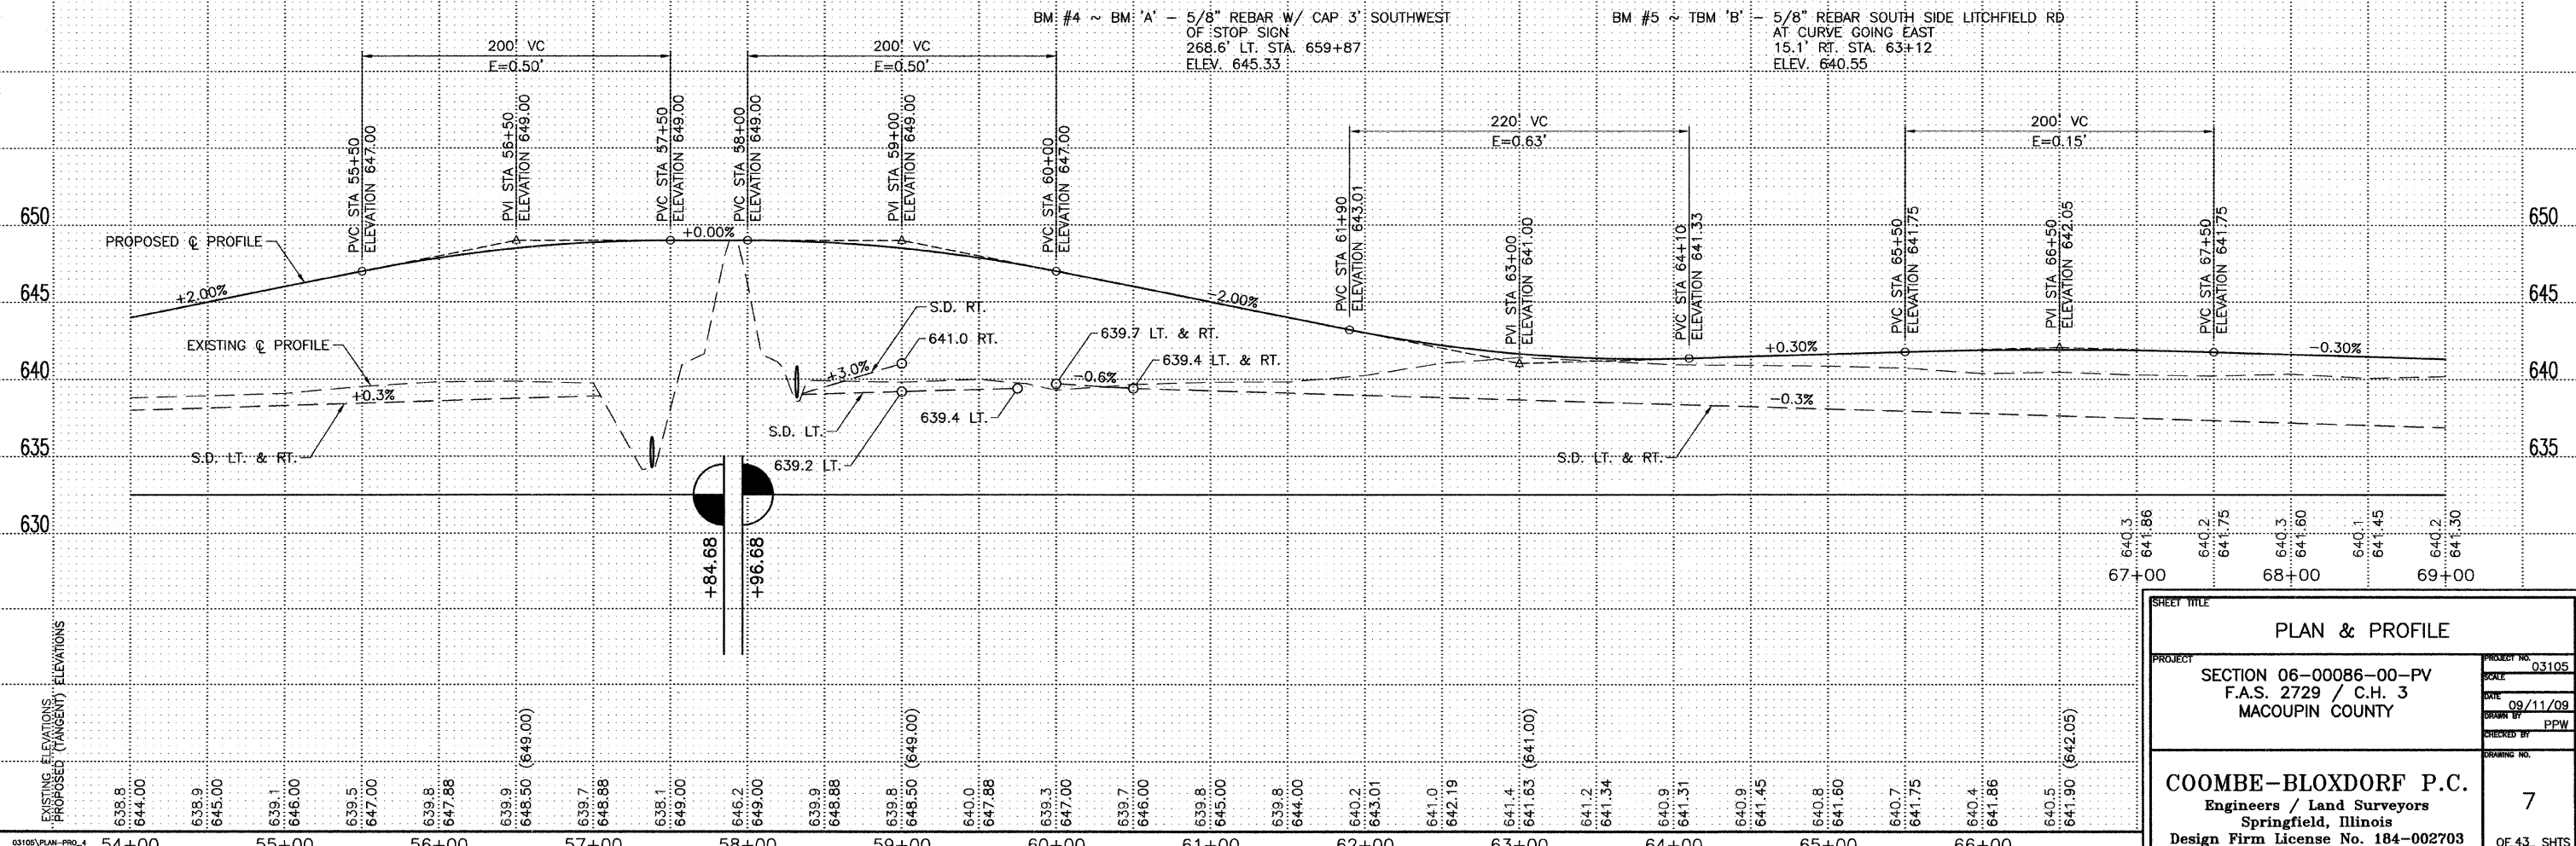 BM #4 ~ BM 'A' - 5/8" REBAR W/ CAP 3' SOUTHWEST
OF STOP SIGN
268.6' LT. STA. 659+87
ELEV. 645.33
BM #5 ~ TBM 'B' - 5/8" REBAR SOUTH SIDE LITCHFIELD RD
AT CURVE GOING EAST
15.1' RT. STA. 63+12
ELEV. 640.55
200' VC
E=0.50'
200' VC
E=0.50'
220' VC
E=0.63'
200' VC
E=0.15'
PVC STA 55+50
ELEVATION 647.00
PVI STA 56+50
ELEVATION 649.00
PVC STA 57+50
ELEVATION 649.00
PVC STA 58+00
ELEVATION 649.00
PVI STA 59+00
ELEVATION 649.00
PVC STA 60+00
ELEVATION 647.00
PVC STA 61+90
ELEVATION 643.01
PVI STA 63+00
ELEVATION 641.00
PVC STA 64+10
ELEVATION 641.33
PVC STA 65+50
ELEVATION 641.75
PVI STA 66+50
ELEVATION 642.05
PVC STA 67+50
ELEVATION 641.75
650
645
640
635
630
650
645
640
635
PROPOSED ℄ PROFILE
+2.00%
+0.00%
-2.00%
+0.30%
-0.30%
EXISTING ℄ PROFILE
+0.3%
S.D. LT. & RT.
S.D. RT.
641.0 RT.
+3.0%
639.7 LT. & RT.
639.4 LT. & RT.
-0.6%
639.4 LT.
S.D. LT.
639.2 LT.
-0.3%
S.D. LT. & RT.
+84.68
+96.68
640.3
641.86
640.2
641.75
640.3
641.60
640.1
641.45
640.2
641.30
67+00
68+00
69+00
EXISTING ELEVATIONS
PROPOSED (TANGENT) ELEVATIONS
638.8
644.00
638.9
645.00
639.1
646.00
639.5
647.00
639.8
647.88
639.9
648.50 (649.00)
639.7
648.88
638.1
649.00
646.2
649.00
639.9
648.88
639.8
648.50 (649.00)
640.0
647.88
639.3
647.00
639.7
646.00
639.8
645.00
639.8
644.00
640.2
643.01
641.0
642.19
641.4
641.63 (641.00)
641.2
641.34
640.9
641.31
640.9
641.45
640.8
641.60
640.7
641.75
640.4
641.86
640.5
641.90 (642.05)
03105\PLAN-PRO_4
54+00
55+00
56+00
57+00
58+00
59+00
60+00
61+00
62+00
63+00
64+00
65+00
66+00
SHEET TITLE
PLAN & PROFILE
PROJECT
SECTION 06-00086-00-PV
F.A.S. 2729 / C.H. 3
MACOUPIN COUNTY
PROJECT NO.
03105
SCALE
DATE
09/11/09
DRAWN BY
PPW
CHECKED BY
DRAWING NO.
7
OF 43 SHTS
COOMBE-BLOXDORF P.C.
Engineers / Land Surveyors
Springfield, Illinois
Design Firm License No. 184-002703